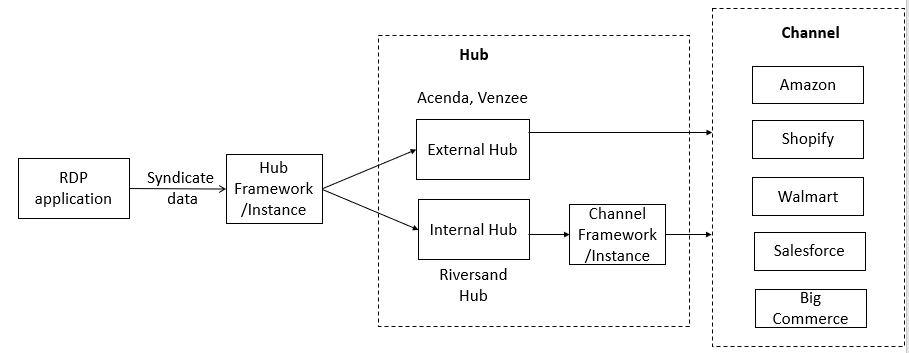 RDP
application
Syndicate
data
Hub
Framework
/Instance
Hub
Acenda, Venzee
External Hub
Internal Hub
Riversand
Hub
Channel
Framework
/Instance
Channel
Amazon
Shopify
Walmart
Salesforce
Big
Commerce